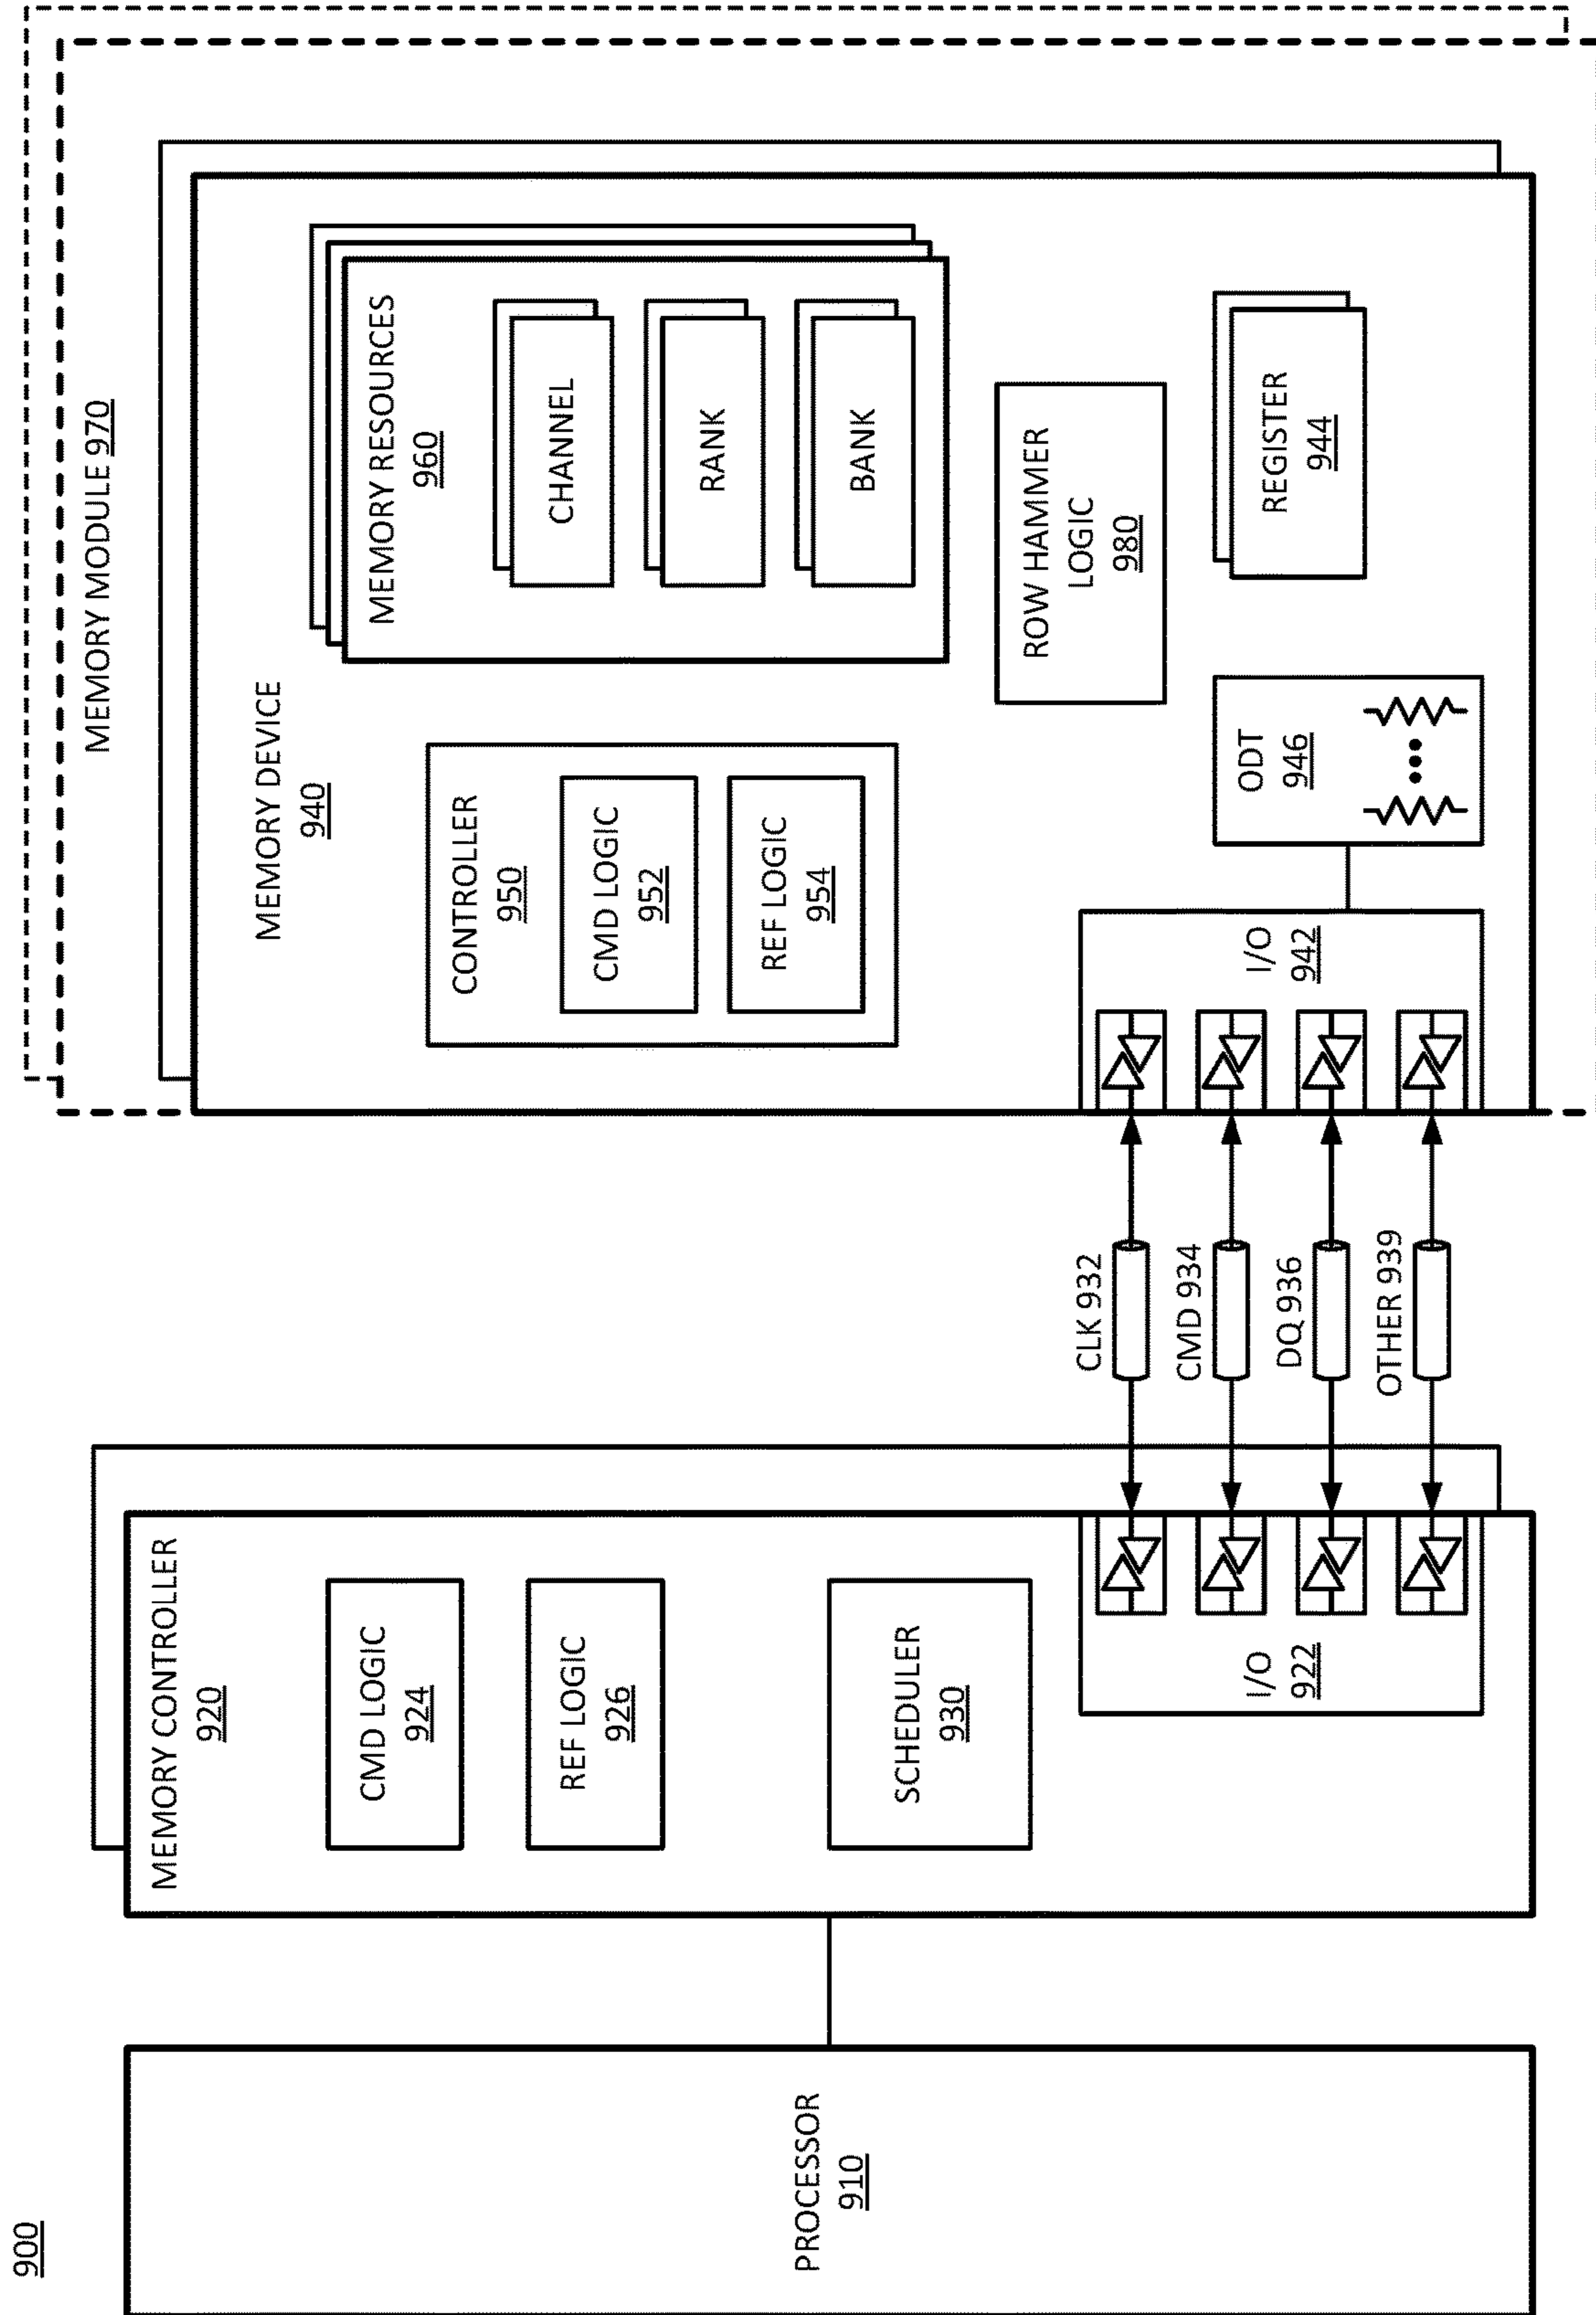 900
PROCESSOR
910
MEMORY CONTROLLER
920
CMD LOGIC
924
REF LOGIC
926
SCHEDULER
930
I/O
922
CLK 932
CMD 934
DQ 936
OTHER 939
MEMORY MODULE 970
MEMORY DEVICE
940
CONTROLLER
950
CMD LOGIC
952
REF LOGIC
954
I/O
942
MEMORY RESOURCES
960
CHANNEL
RANK
BANK
ROW HAMMER
LOGIC
980
ODT
946
REGISTER
944